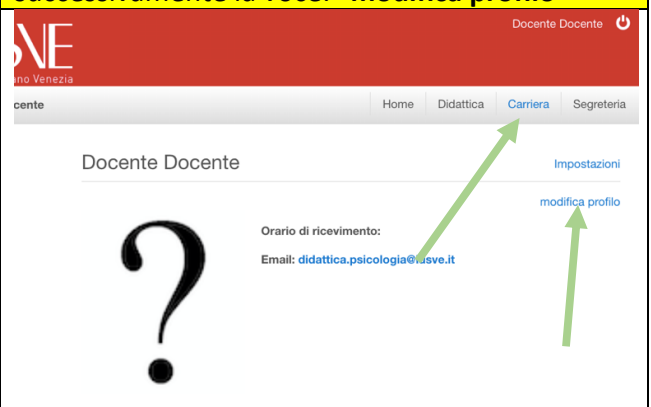 successivamente la voce: "modifica profilo"
Docente Docente
SVE
ano Venezia
cente
Home Didattica Carriera Segreteria
Docente Docente
Impostazioni
modifica profilo
Orario di ricevimento:
Email: didattica.psicologia@iusve.it
?